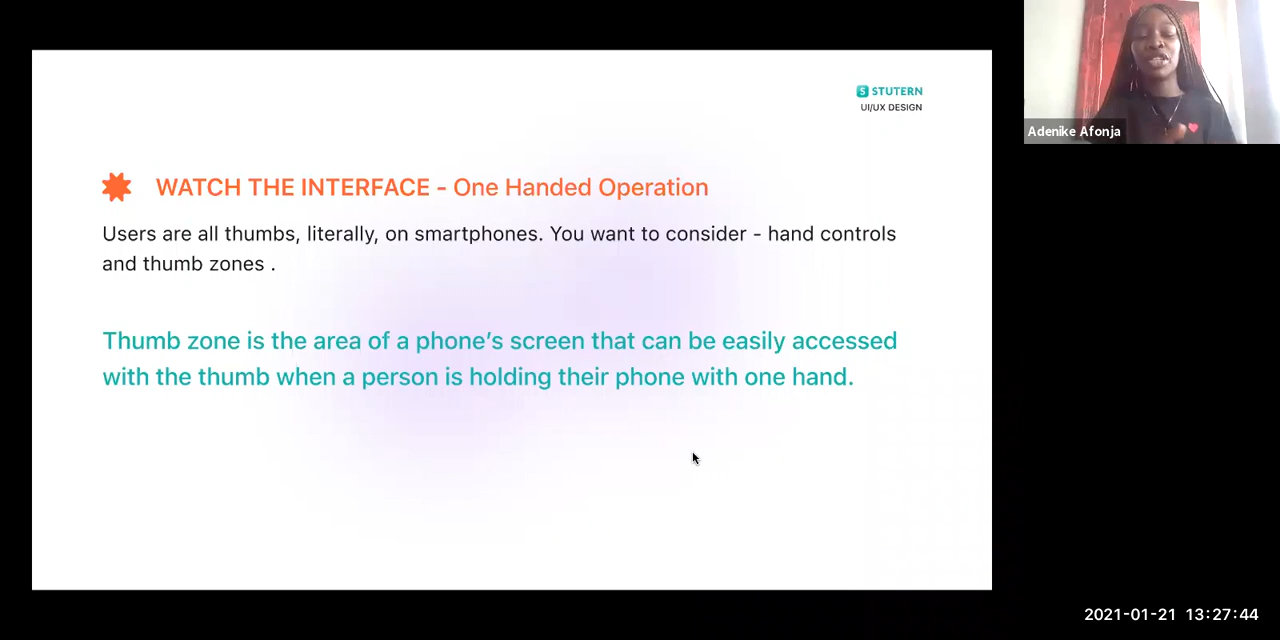 STUTERN
UI/UX DESIGN
WATCH THE INTERFACE - One Handed Operation
Users are all thumbs, literally, on smartphones. You want to consider - hand controls
and thumb zones .
Thumb zone is the area of a phone’s screen that can be easily accessed
with the thumb when a person is holding their phone with one hand.
Adenike Afonja
2021-01-21 13:27:44